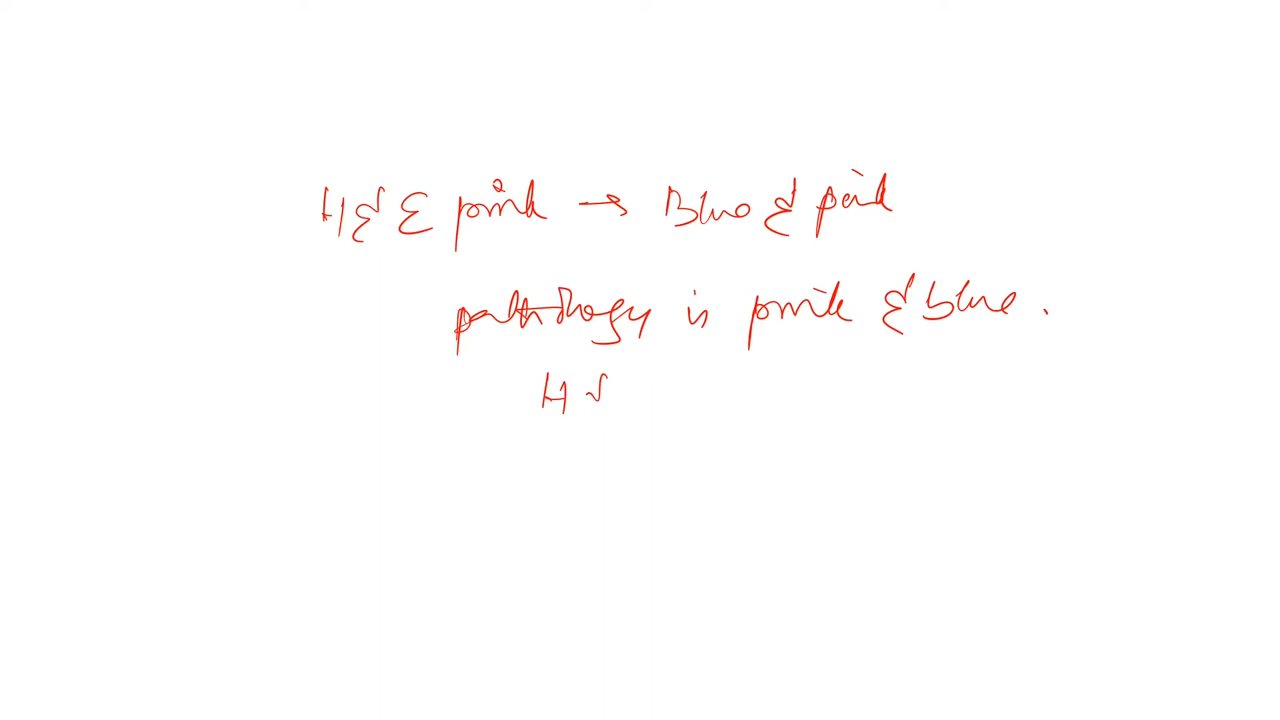 H & E pink → Blue & pink
pathology is pink & blue.
H